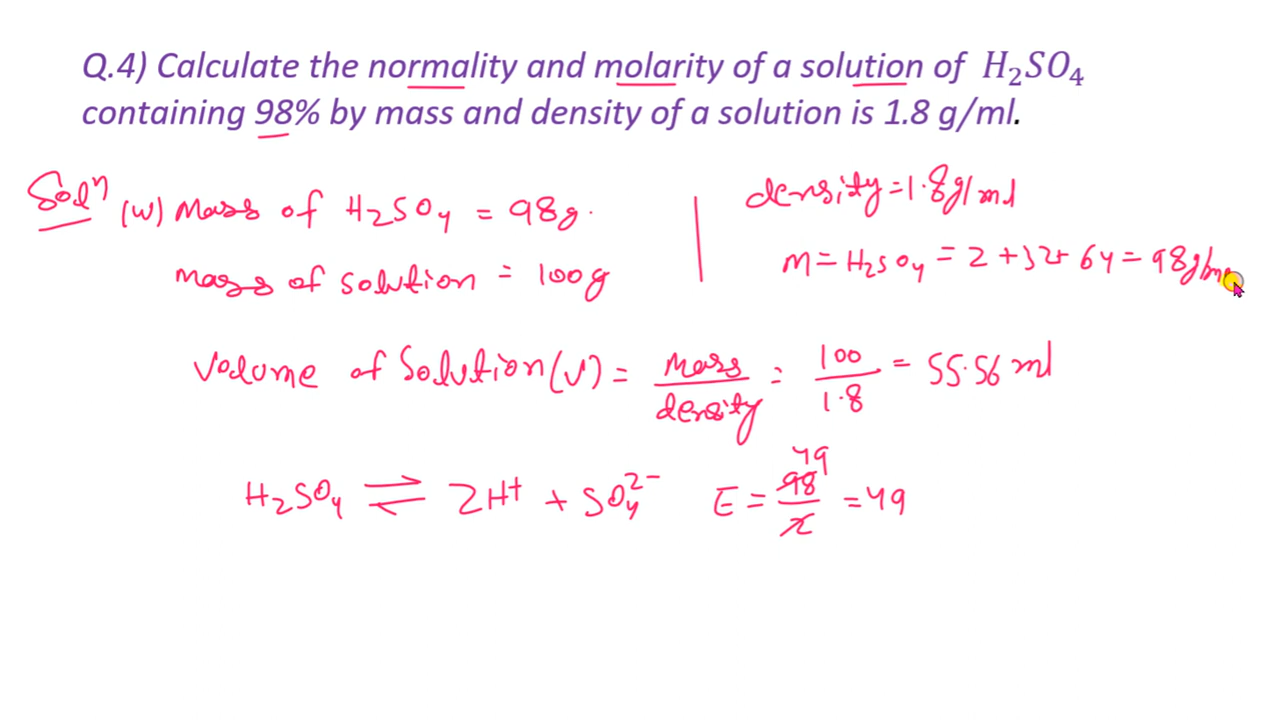 Q.4) Calculate the normality and molarity of a solution of H₂SO₄
containing 98% by mass and density of a solution is 1.8 g/ml.
Solⁿ (w) Mass of H₂SO₄ = 98g.
mass of solution = 100g
density = 1.8g/ml
M = H₂SO₄ = 2 + 32 + 64 = 98g/mo
Volume of Solution (V) = Mass / density = 100 / 1.8 = 55.56 ml
H₂SO₄ ⇌ 2H⁺ + SO₄²⁻ E = 98 / 2 49 = 49